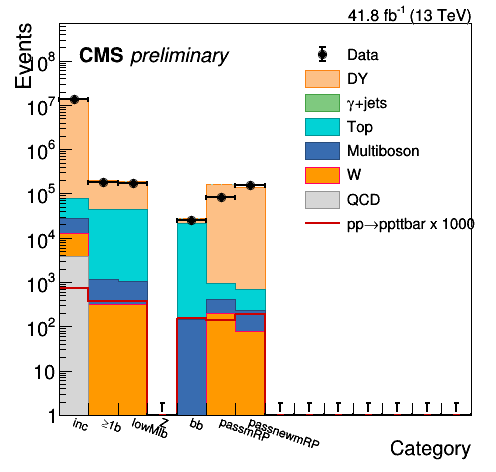 41.8 fb⁻¹ (13 TeV)
Events
CMS preliminary
Data
DY
γ+jets
Top
Multiboson
W
QCD
pp→ppttbar x 1000
10⁸
10⁷
10⁶
10⁵
10⁴
10³
10²
10
1
inc
≥1b
lowMlb
Z
bb
passmRP
passnewmRP
Category